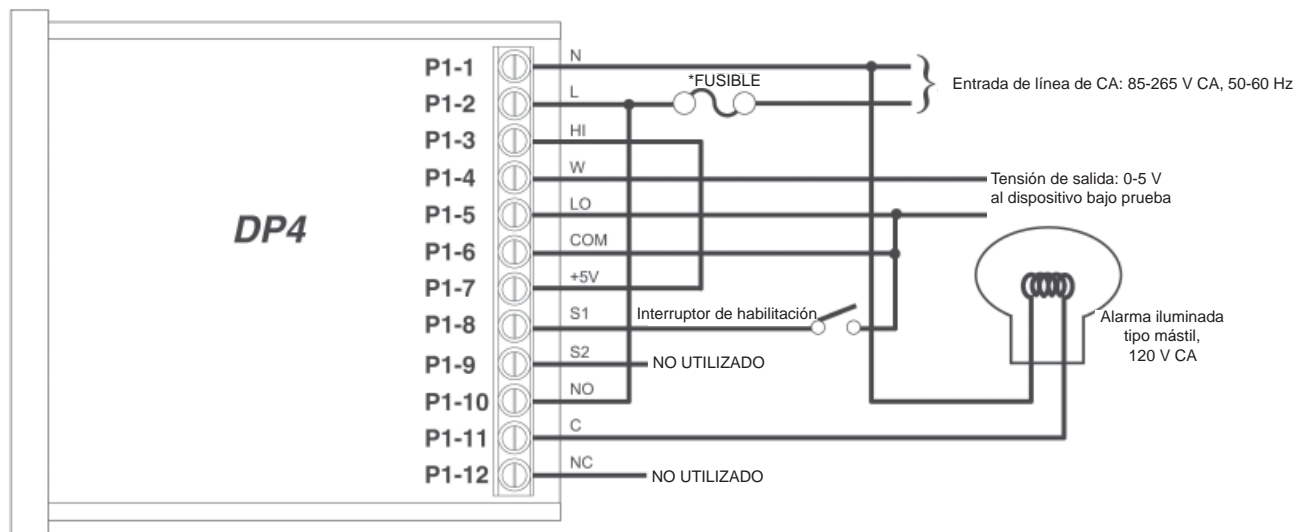 DP4
P1-1
N
P1-2
L
*FUSIBLE
Entrada de línea de CA: 85-265 V CA, 50-60 Hz
P1-3
HI
P1-4
W
Tensión de salida: 0-5 V
al dispositivo bajo prueba
P1-5
LO
P1-6
COM
P1-7
+5V
P1-8
S1
Interruptor de habilitación
Alarma iluminada
tipo mástil,
120 V CA
P1-9
S2
NO UTILIZADO
P1-10
NO
P1-11
C
P1-12
NC
NO UTILIZADO